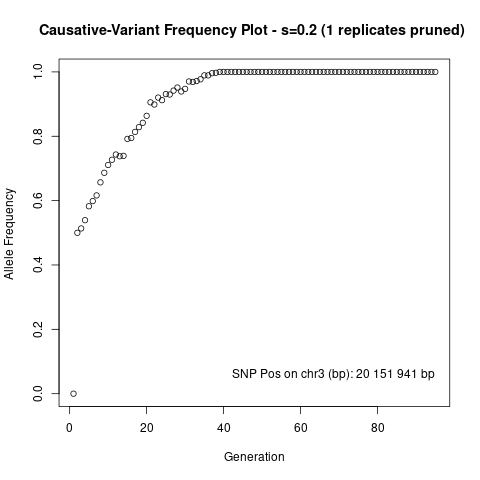 Causative-Variant Frequency Plot - s=0.2 (1 replicates pruned)
Allele Frequency
1.0
0.8
0.6
0.4
0.2
0.0
SNP Pos on chr3 (bp): 20 151 941 bp
0 20 40 60 80
Generation